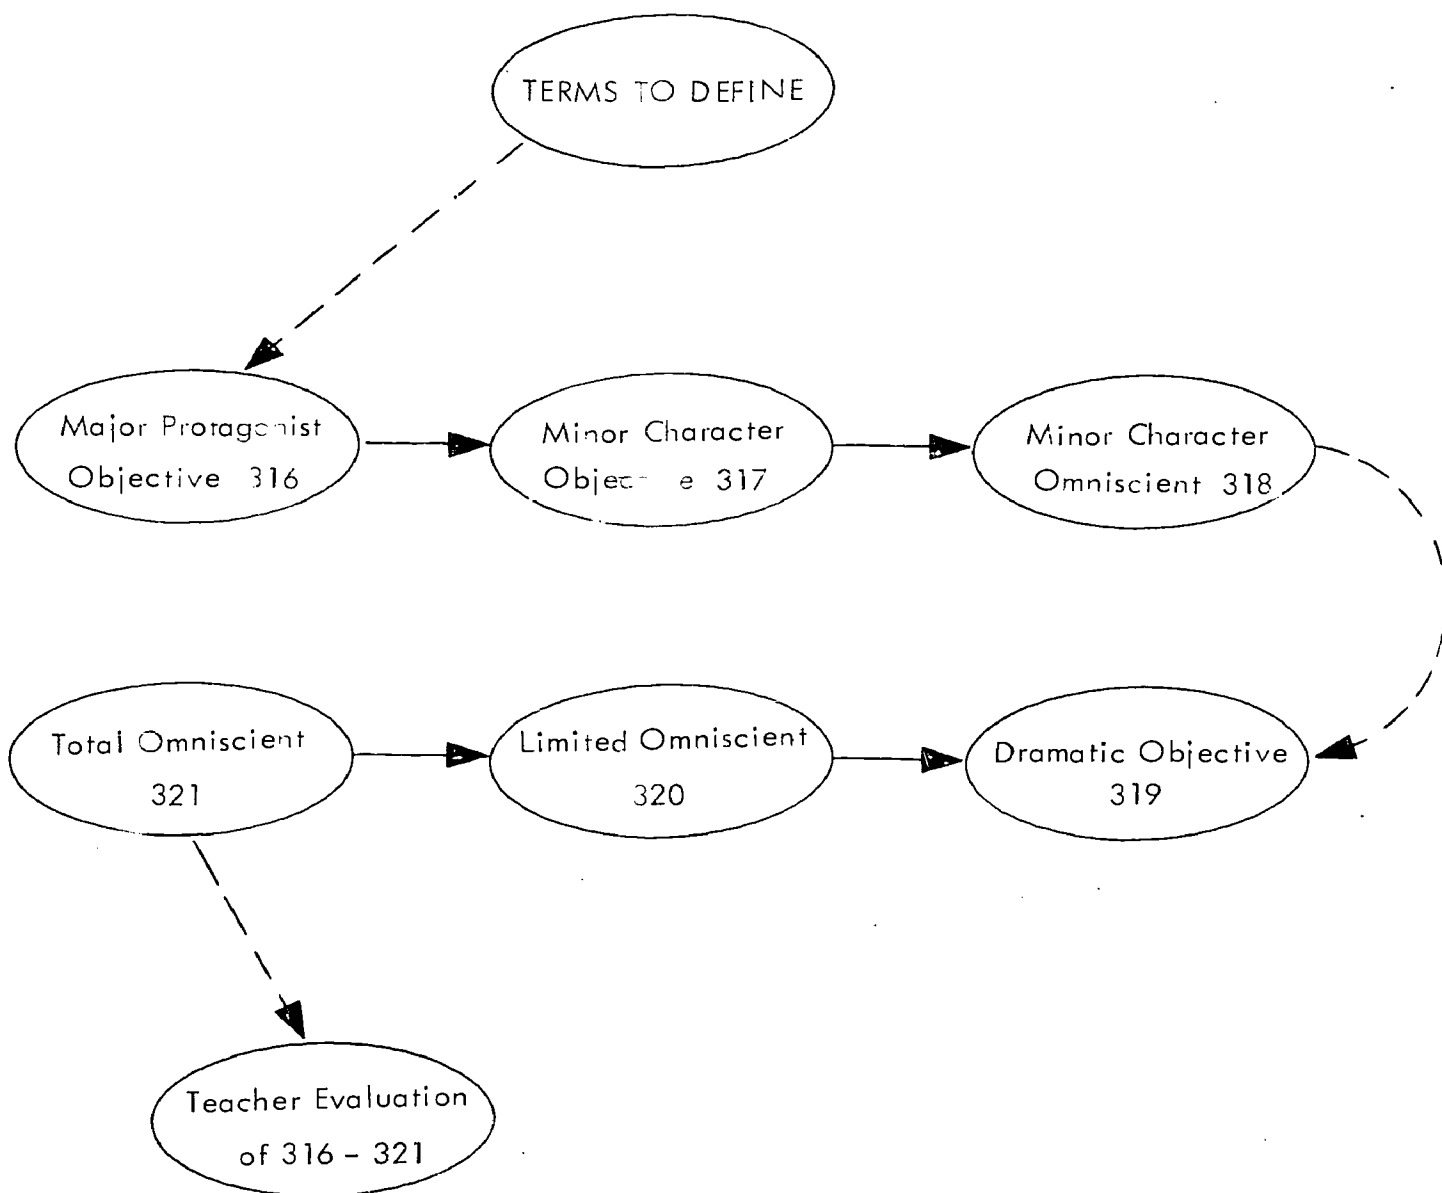 TERMS TO DEFINE
Major Protagonist
Objective 316
Minor Character
Objective 317
Minor Character
Omniscient 318
Total Omniscient
321
Limited Omniscient
320
Dramatic Objective
319
Teacher Evaluation
of 316 – 321